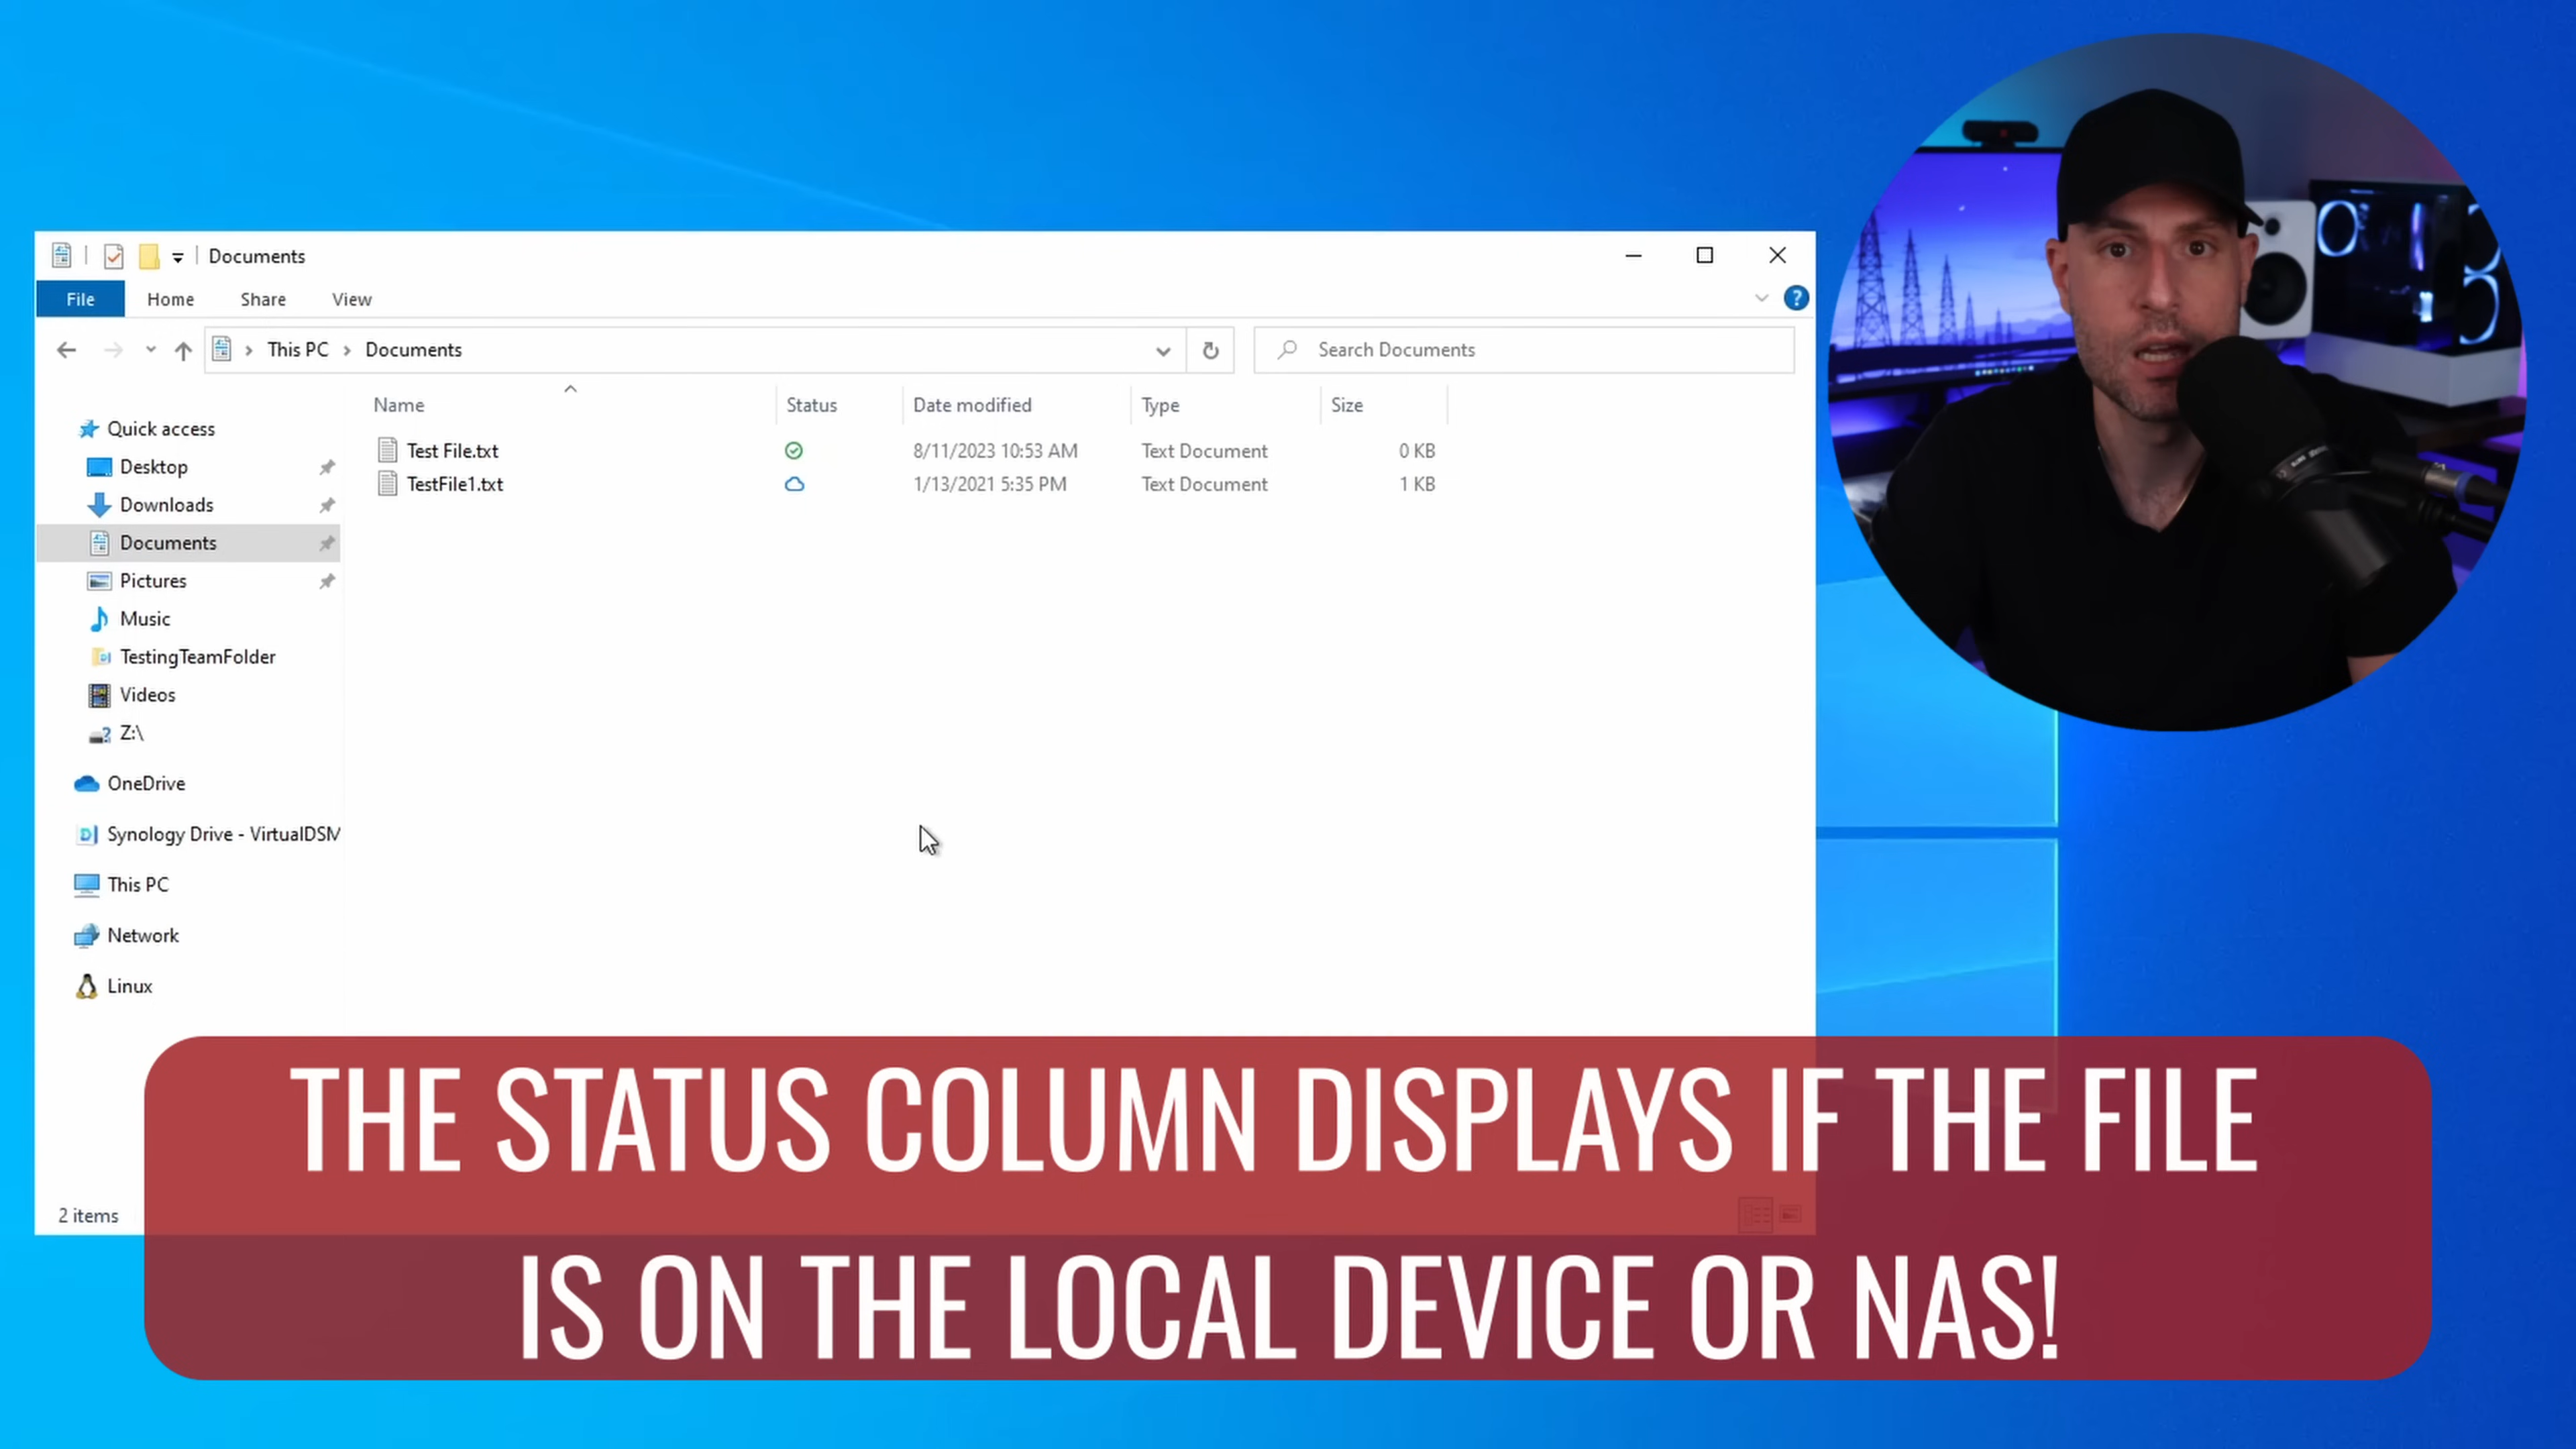 Documents
File Home Share View
This PC Documents
Search Documents
Name Status Date modified Type Size
Quick access
Desktop
Downloads
Documents
Pictures
Music
TestingTeamFolder
Videos
Z:\
OneDrive
Synology Drive - VirtualDSM
This PC
Network
Linux
Test File.txt 8/11/2023 10:53 AM Text Document 0 KB
TestFile1.txt 1/13/2021 5:35 PM Text Document 1 KB
2 items
THE STATUS COLUMN DISPLAYS IF THE FILE
IS ON THE LOCAL DEVICE OR NAS!